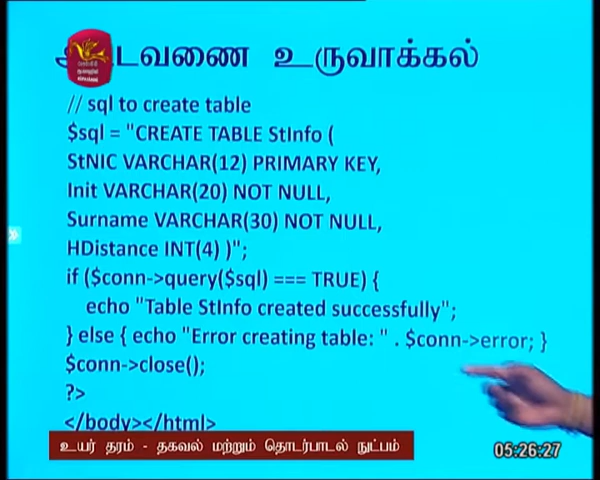 அட்டவணை உருவாக்கல்
// sql to create table
$sql = "CREATE TABLE StInfo (
StNIC VARCHAR(12) PRIMARY KEY,
Init VARCHAR(20) NOT NULL,
Surname VARCHAR(30) NOT NULL,
HDistance INT(4) )";
if ($conn->query($sql) === TRUE) {
echo "Table StInfo created successfully";
} else { echo "Error creating table: " . $conn->error; }
$conn->close();
?>
</body></html>
உயர் தரம் - தகவல் மற்றும் தொடர்பாடல் நுட்பம்
05:26:27